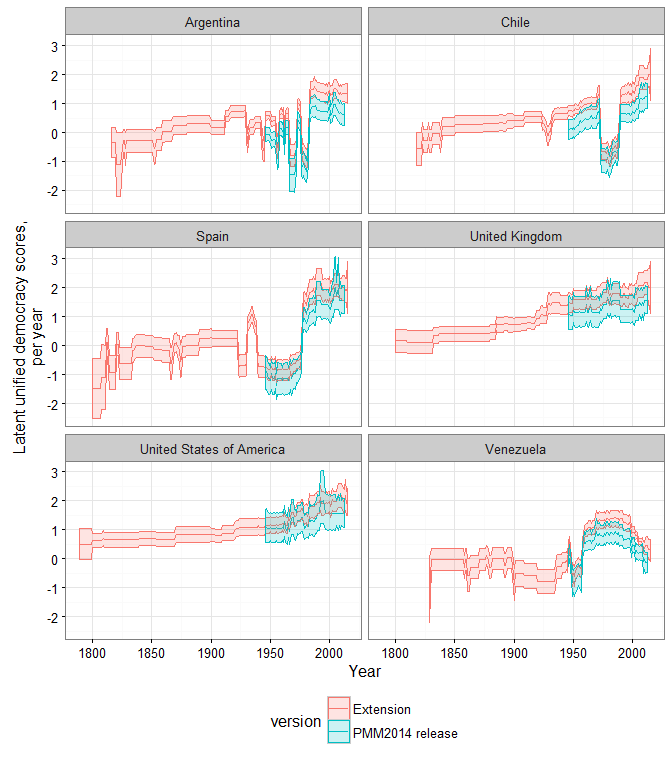 Argentina
Chile
3
2
1
0
-1
-2
Spain
United Kingdom
3
2
1
0
-1
-2
United States of America
Venezuela
3
2
1
0
-1
-2
Latent unified democracy scores,
per year
1800 1850 1900 1950 2000
1800 1850 1900 1950 2000
Year
version
Extension
PMM2014 release